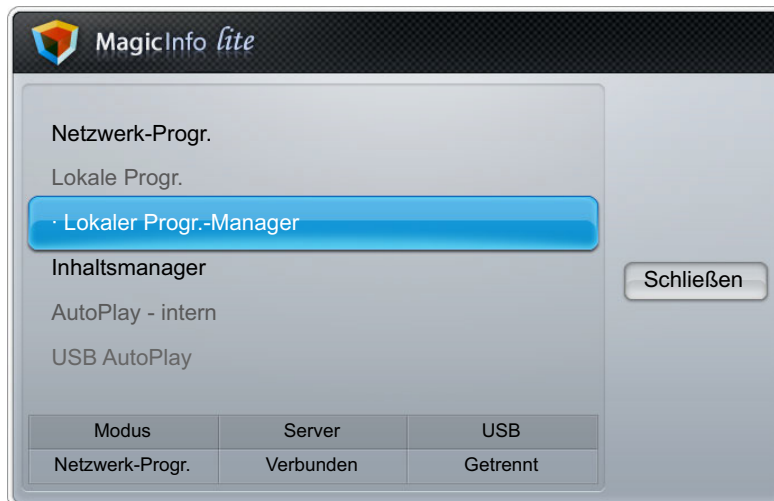 MagicInfo lite
Netzwerk-Progr.
Lokale Progr.
· Lokaler Progr.-Manager
Inhaltsmanager
AutoPlay - intern
USB AutoPlay
Schließen
Modus Server USB
Netzwerk-Progr. Verbunden Getrennt